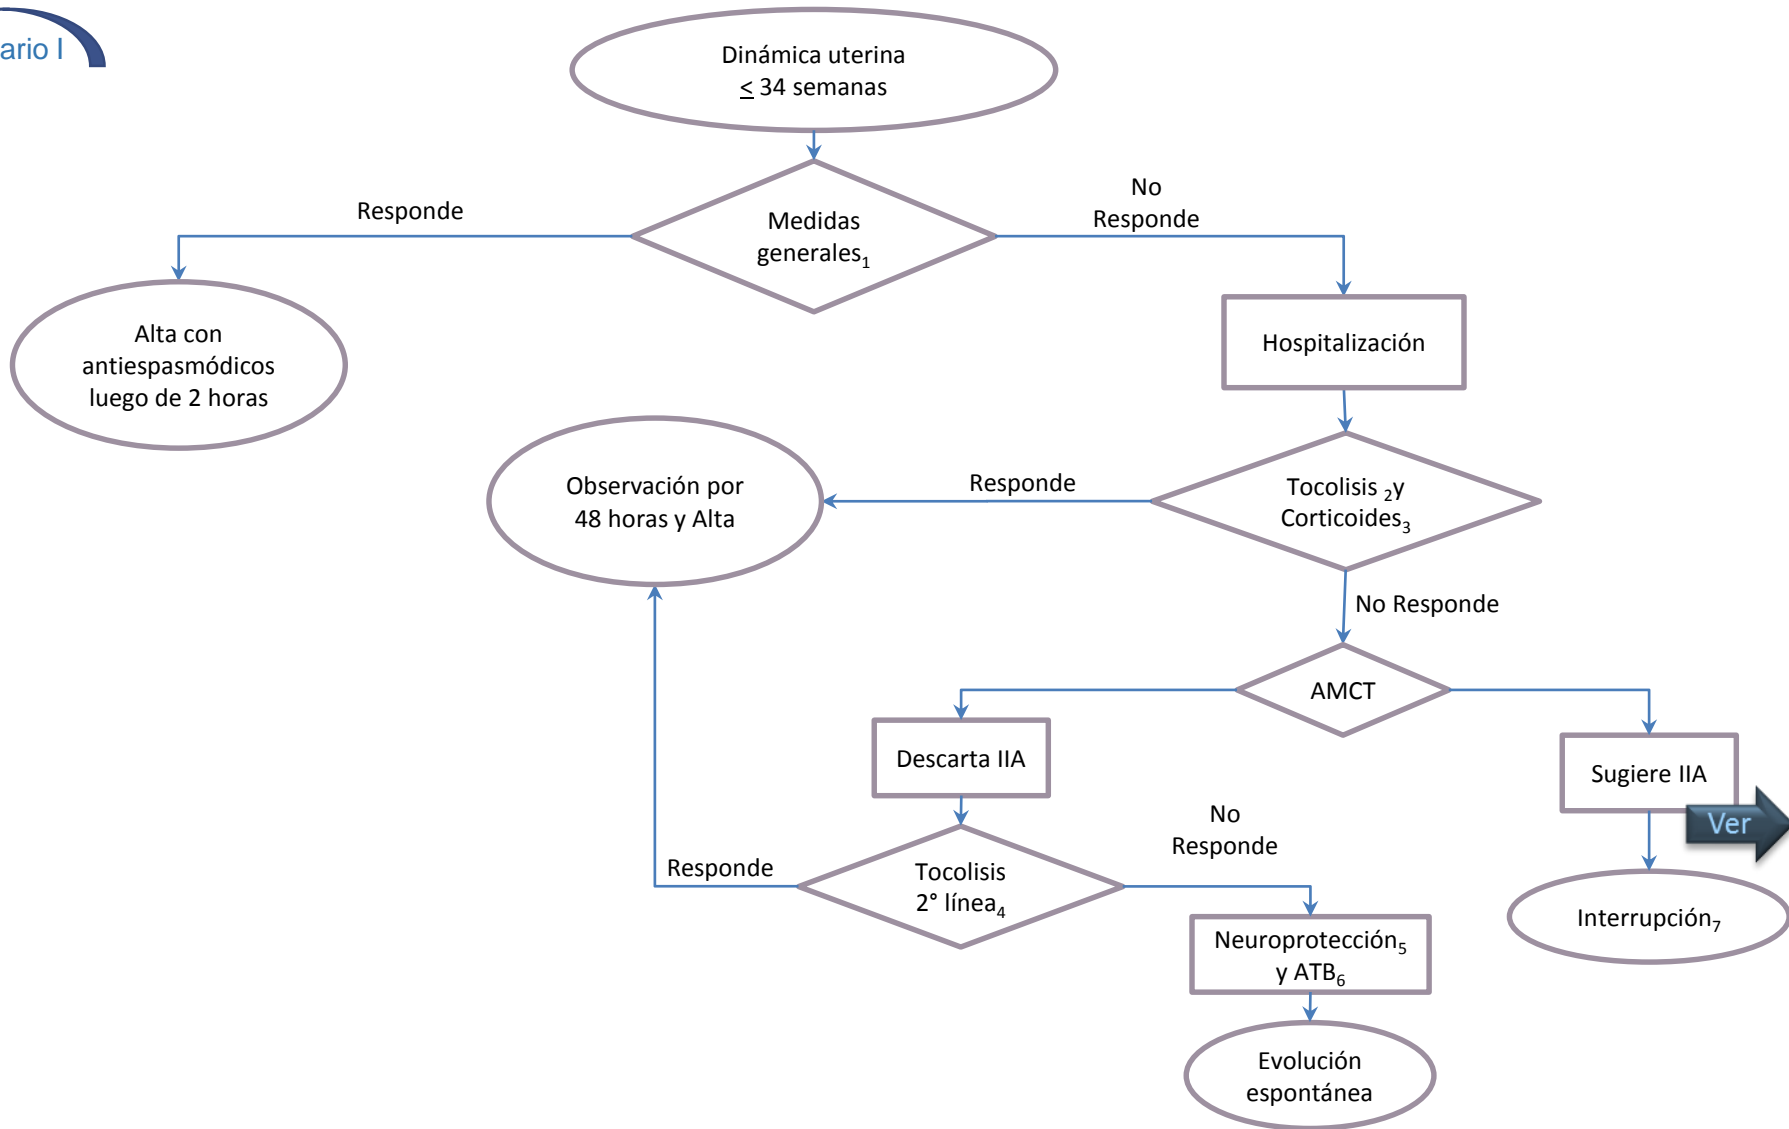 ario I
Dinámica uterina
≤ 34 semanas
Responde
No
Responde
Medidas
generales₁
Alta con
antiespasmódicos
luego de 2 horas
Hospitalización
Observación por
48 horas y Alta
Responde
Tocolisis ₂y
Corticoides₃
No Responde
AMCT
Descarta IIA
Sugiere IIA
Ver
No
Responde
Responde
Tocolisis
2° línea₄
Interrupción₇
Neuroprotección₅
y ATB₆
Evolución
espontánea